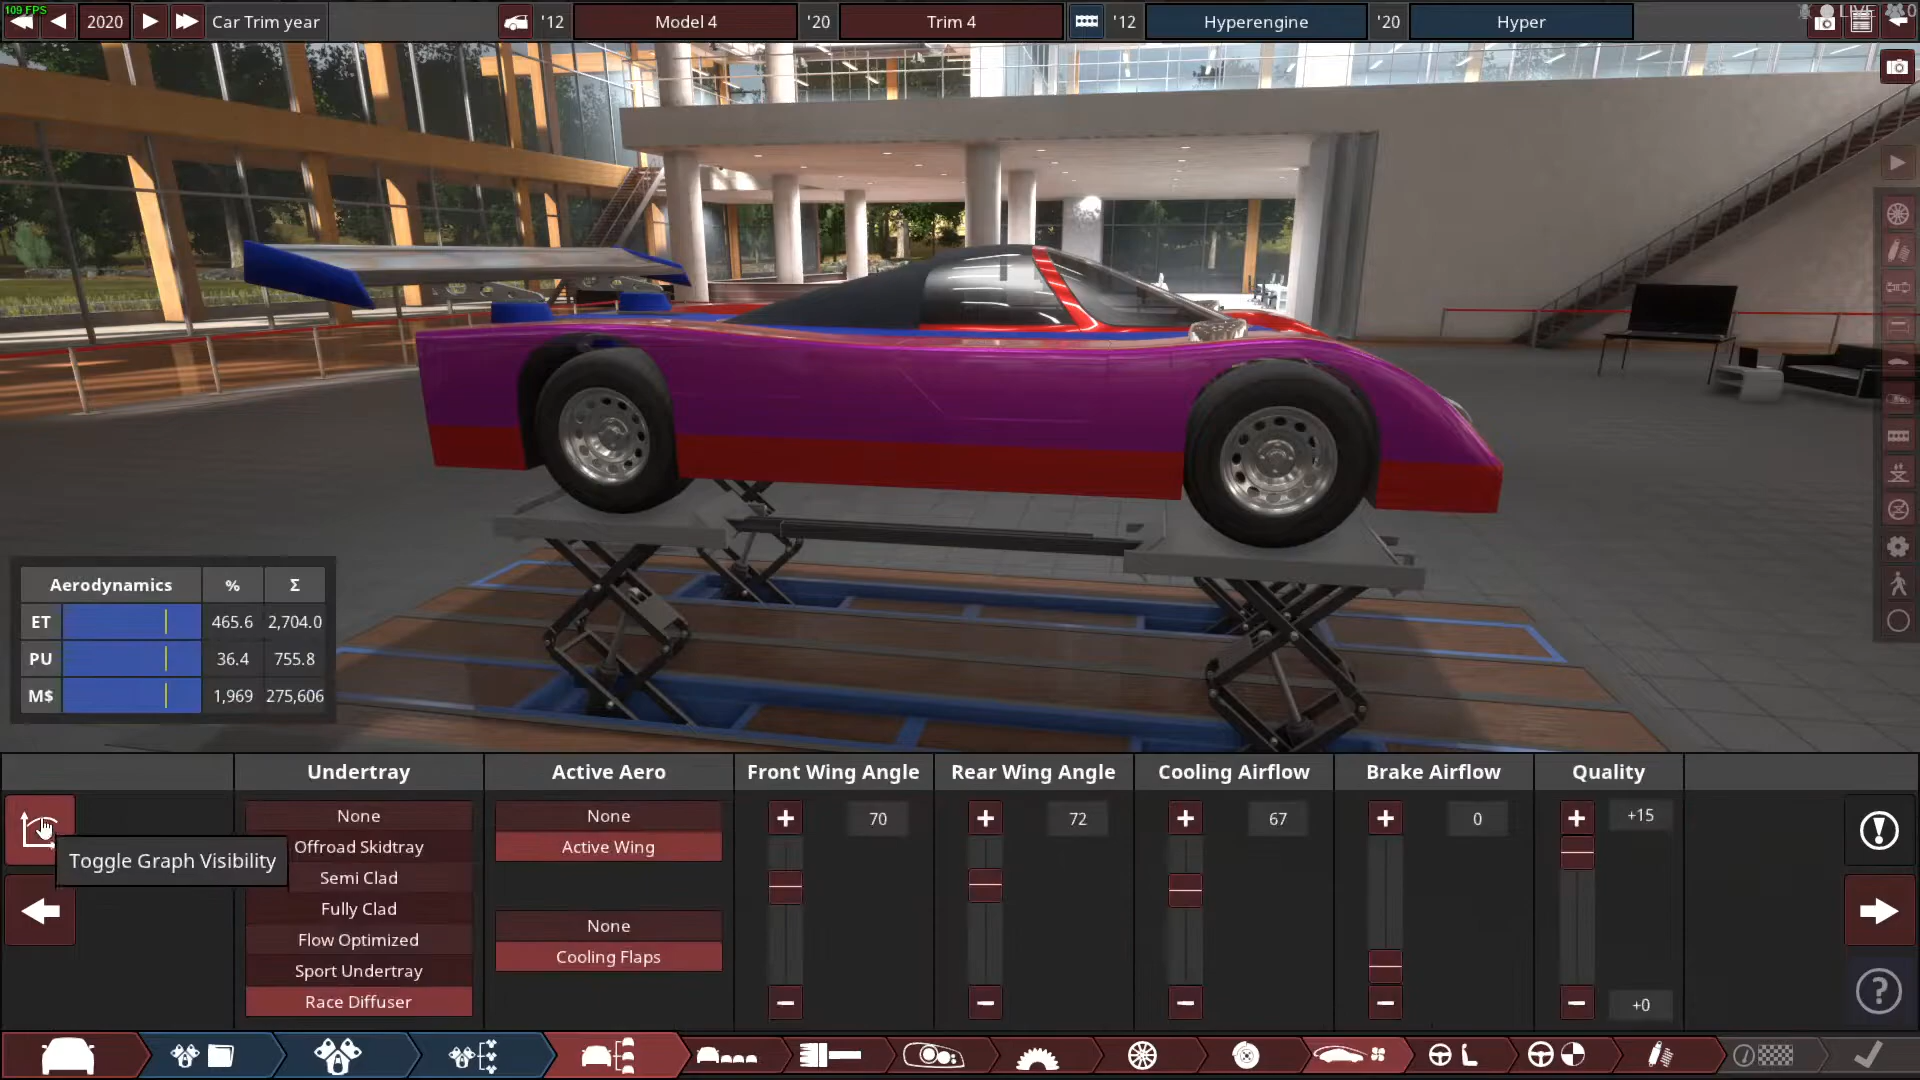 109 FPS
2020 Car Trim year '12 Model 4 '20 Trim 4 '12 Hyperengine '20 Hyper
LIVE 0
Aerodynamics % Σ
ET 465.6 2,704.0
PU 36.4 755.8
M$ 1,969 275,606
Undertray Active Aero Front Wing Angle Rear Wing Angle Cooling Airflow Brake Airflow Quality
None None + 70 + 72 + 67 + 0 + +15
Offroad Skidtray Active Wing
Toggle Graph Visibility
Semi Clad
Fully Clad
None
Flow Optimized
Cooling Flaps
Sport Undertray
Race Diffuser − − − − − +0
?